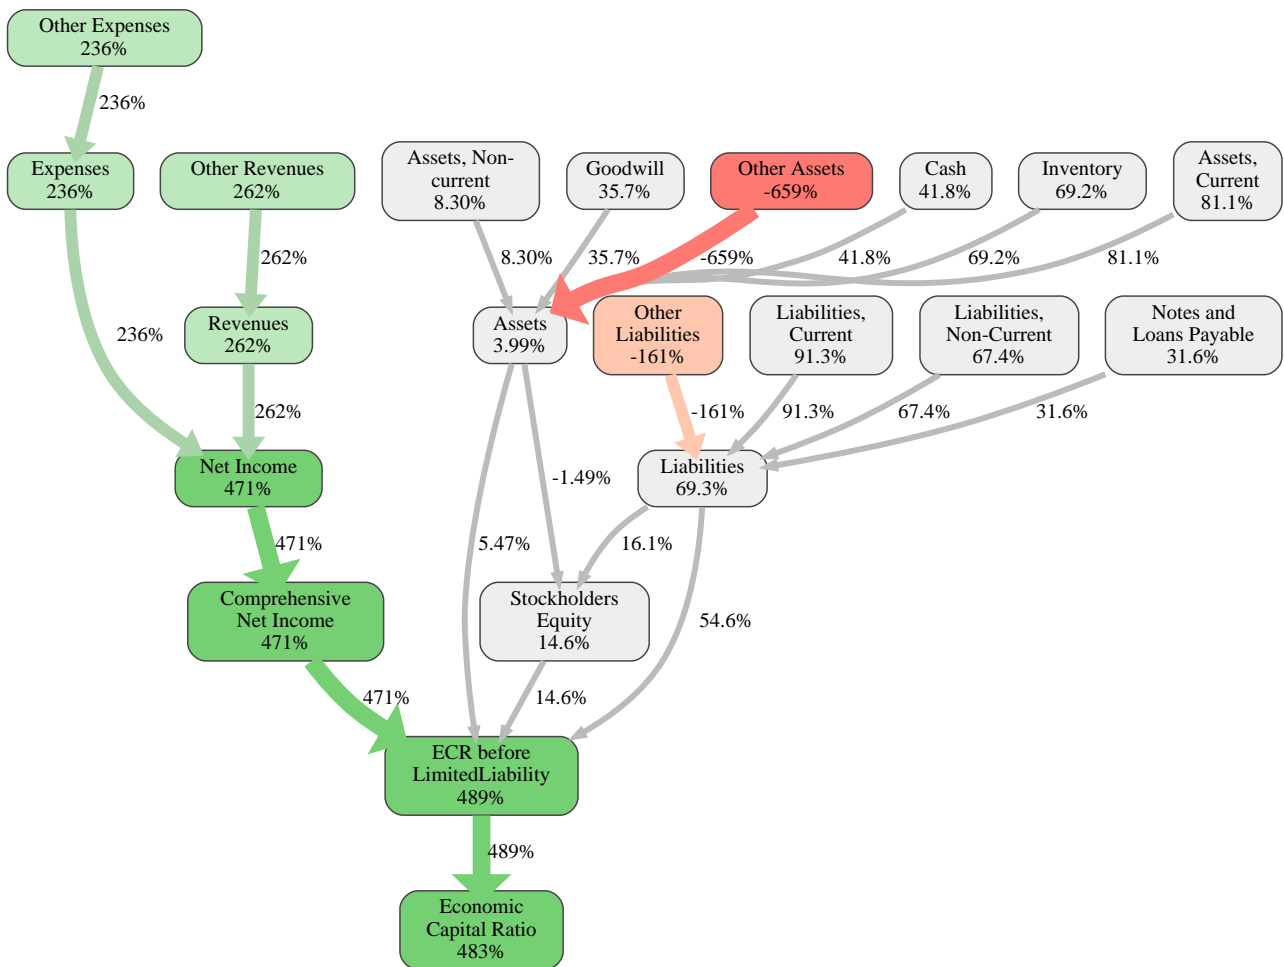 Other Expenses
236%
236%
Expenses
236%
Other Revenues
262%
Assets, Non-
current
8.30%
Goodwill
35.7%
Other Assets
-659%
Cash
41.8%
Inventory
69.2%
Assets,
Current
81.1%
262%
8.30%
35.7%
-659%
41.8%
69.2%
81.1%
236%
Revenues
262%
Assets
3.99%
Other
Liabilities
-161%
Liabilities,
Current
91.3%
Liabilities,
Non-Current
67.4%
Notes and
Loans Payable
31.6%
262%
-161%
91.3%
67.4%
31.6%
Net Income
471%
-1.49%
Liabilities
69.3%
471%
5.47%
16.1%
Comprehensive
Net Income
471%
Stockholders
Equity
14.6%
54.6%
471%
14.6%
ECR before
LimitedLiability
489%
489%
Economic
Capital Ratio
483%